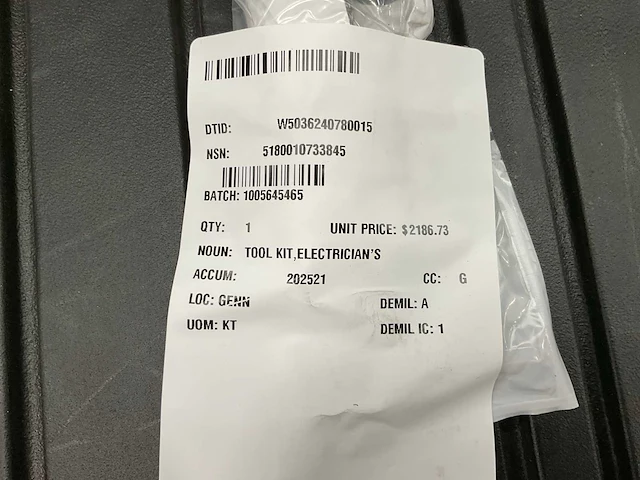 DTID: W5036240780015
NSN: 5180010733845
BATCH: 1005645465
QTY: 1 UNIT PRICE: $2186.73
NOUN: TOOL KIT,ELECTRICIAN'S
ACCUM: 202521 CC: G
LOC: GENN DEMIL: A
UOM: KT DEMIL IC: 1